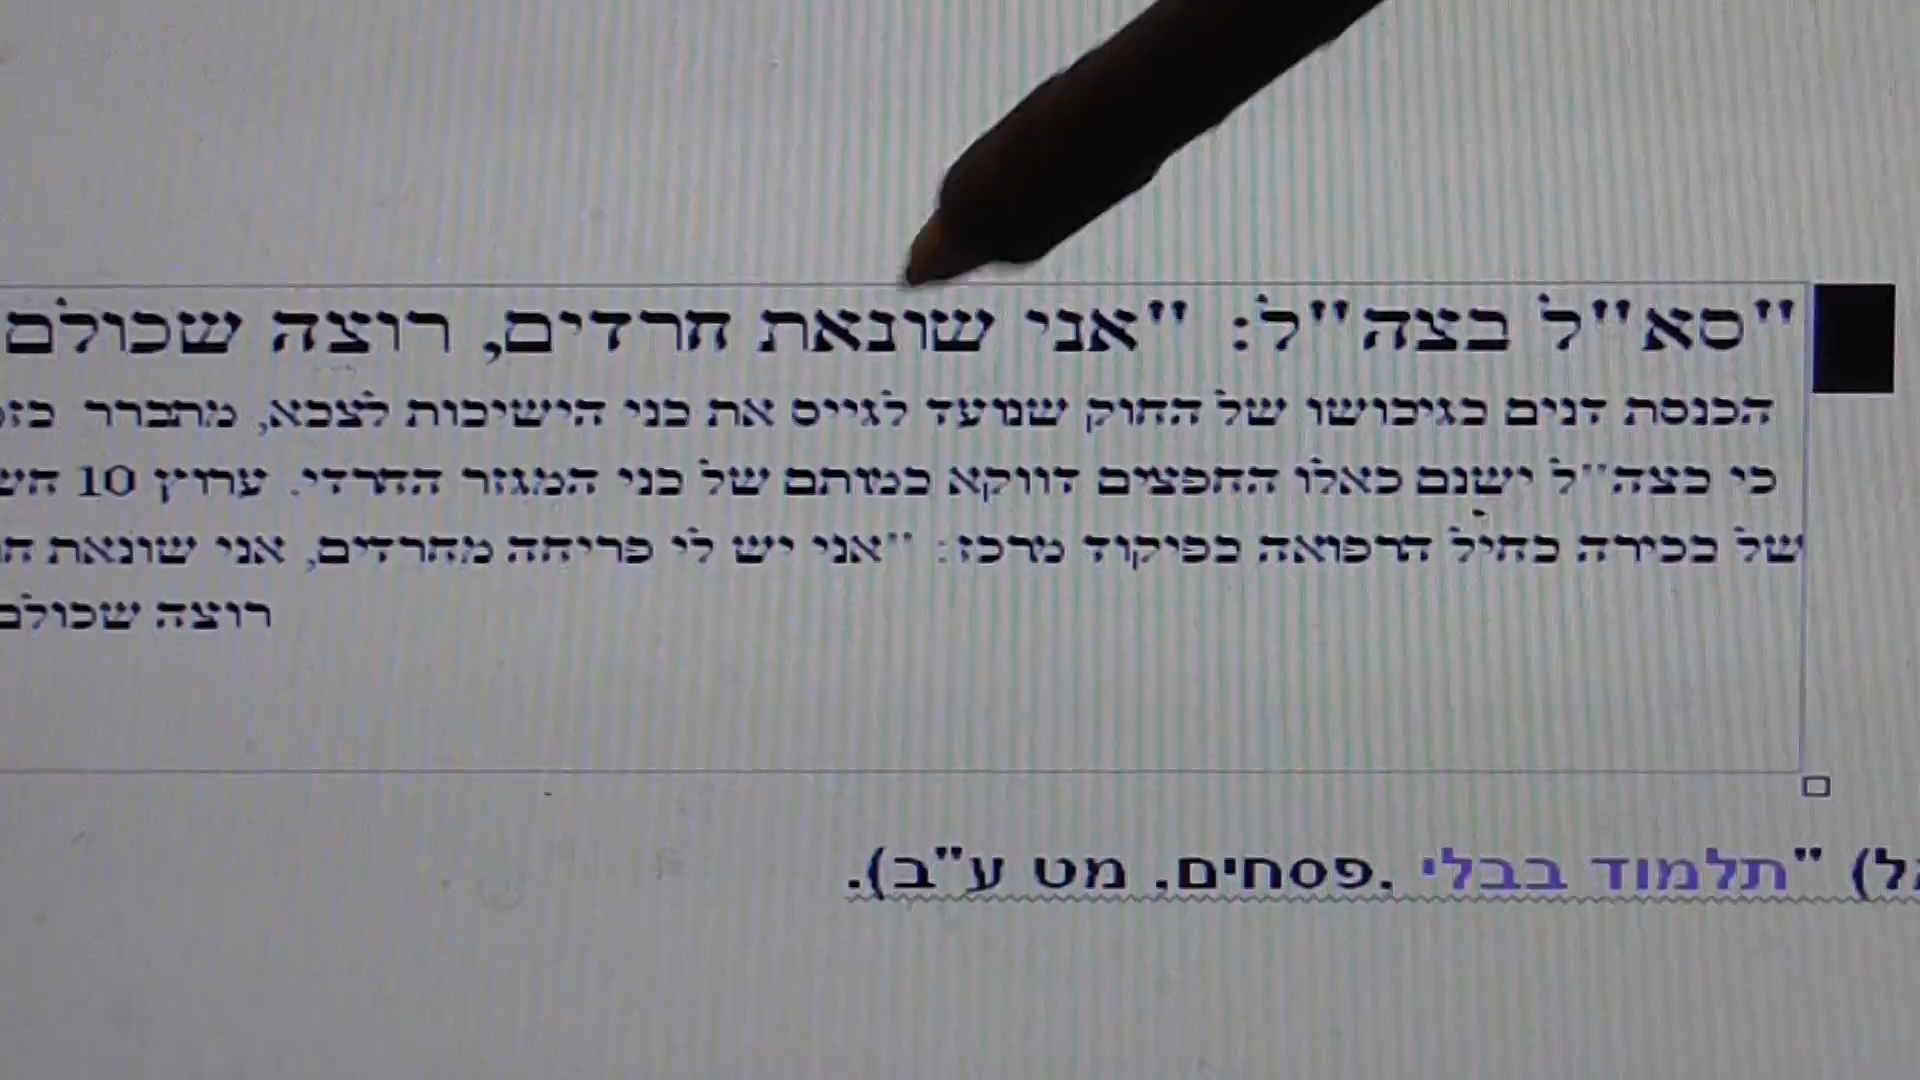 "סא"ל בצה"ל: "אני שונאת חרדים, רוצה שכולם
הכנסת דנים בגיבושו של החוק שנועד לגייס את בני הישיבות לצבא, מתברר
כי בצה"ל ישנם כאלו החפצים דווקא במותם של בני המגזר החרדי. ערוץ 10
של בכירה בחיל הרפואה בפיקוד מרכז: "אני יש לי פריחה מחרדים, אני שונאת
רוצה שכולם
"תלמוד בבלי .פסחים. מט ע"ב).